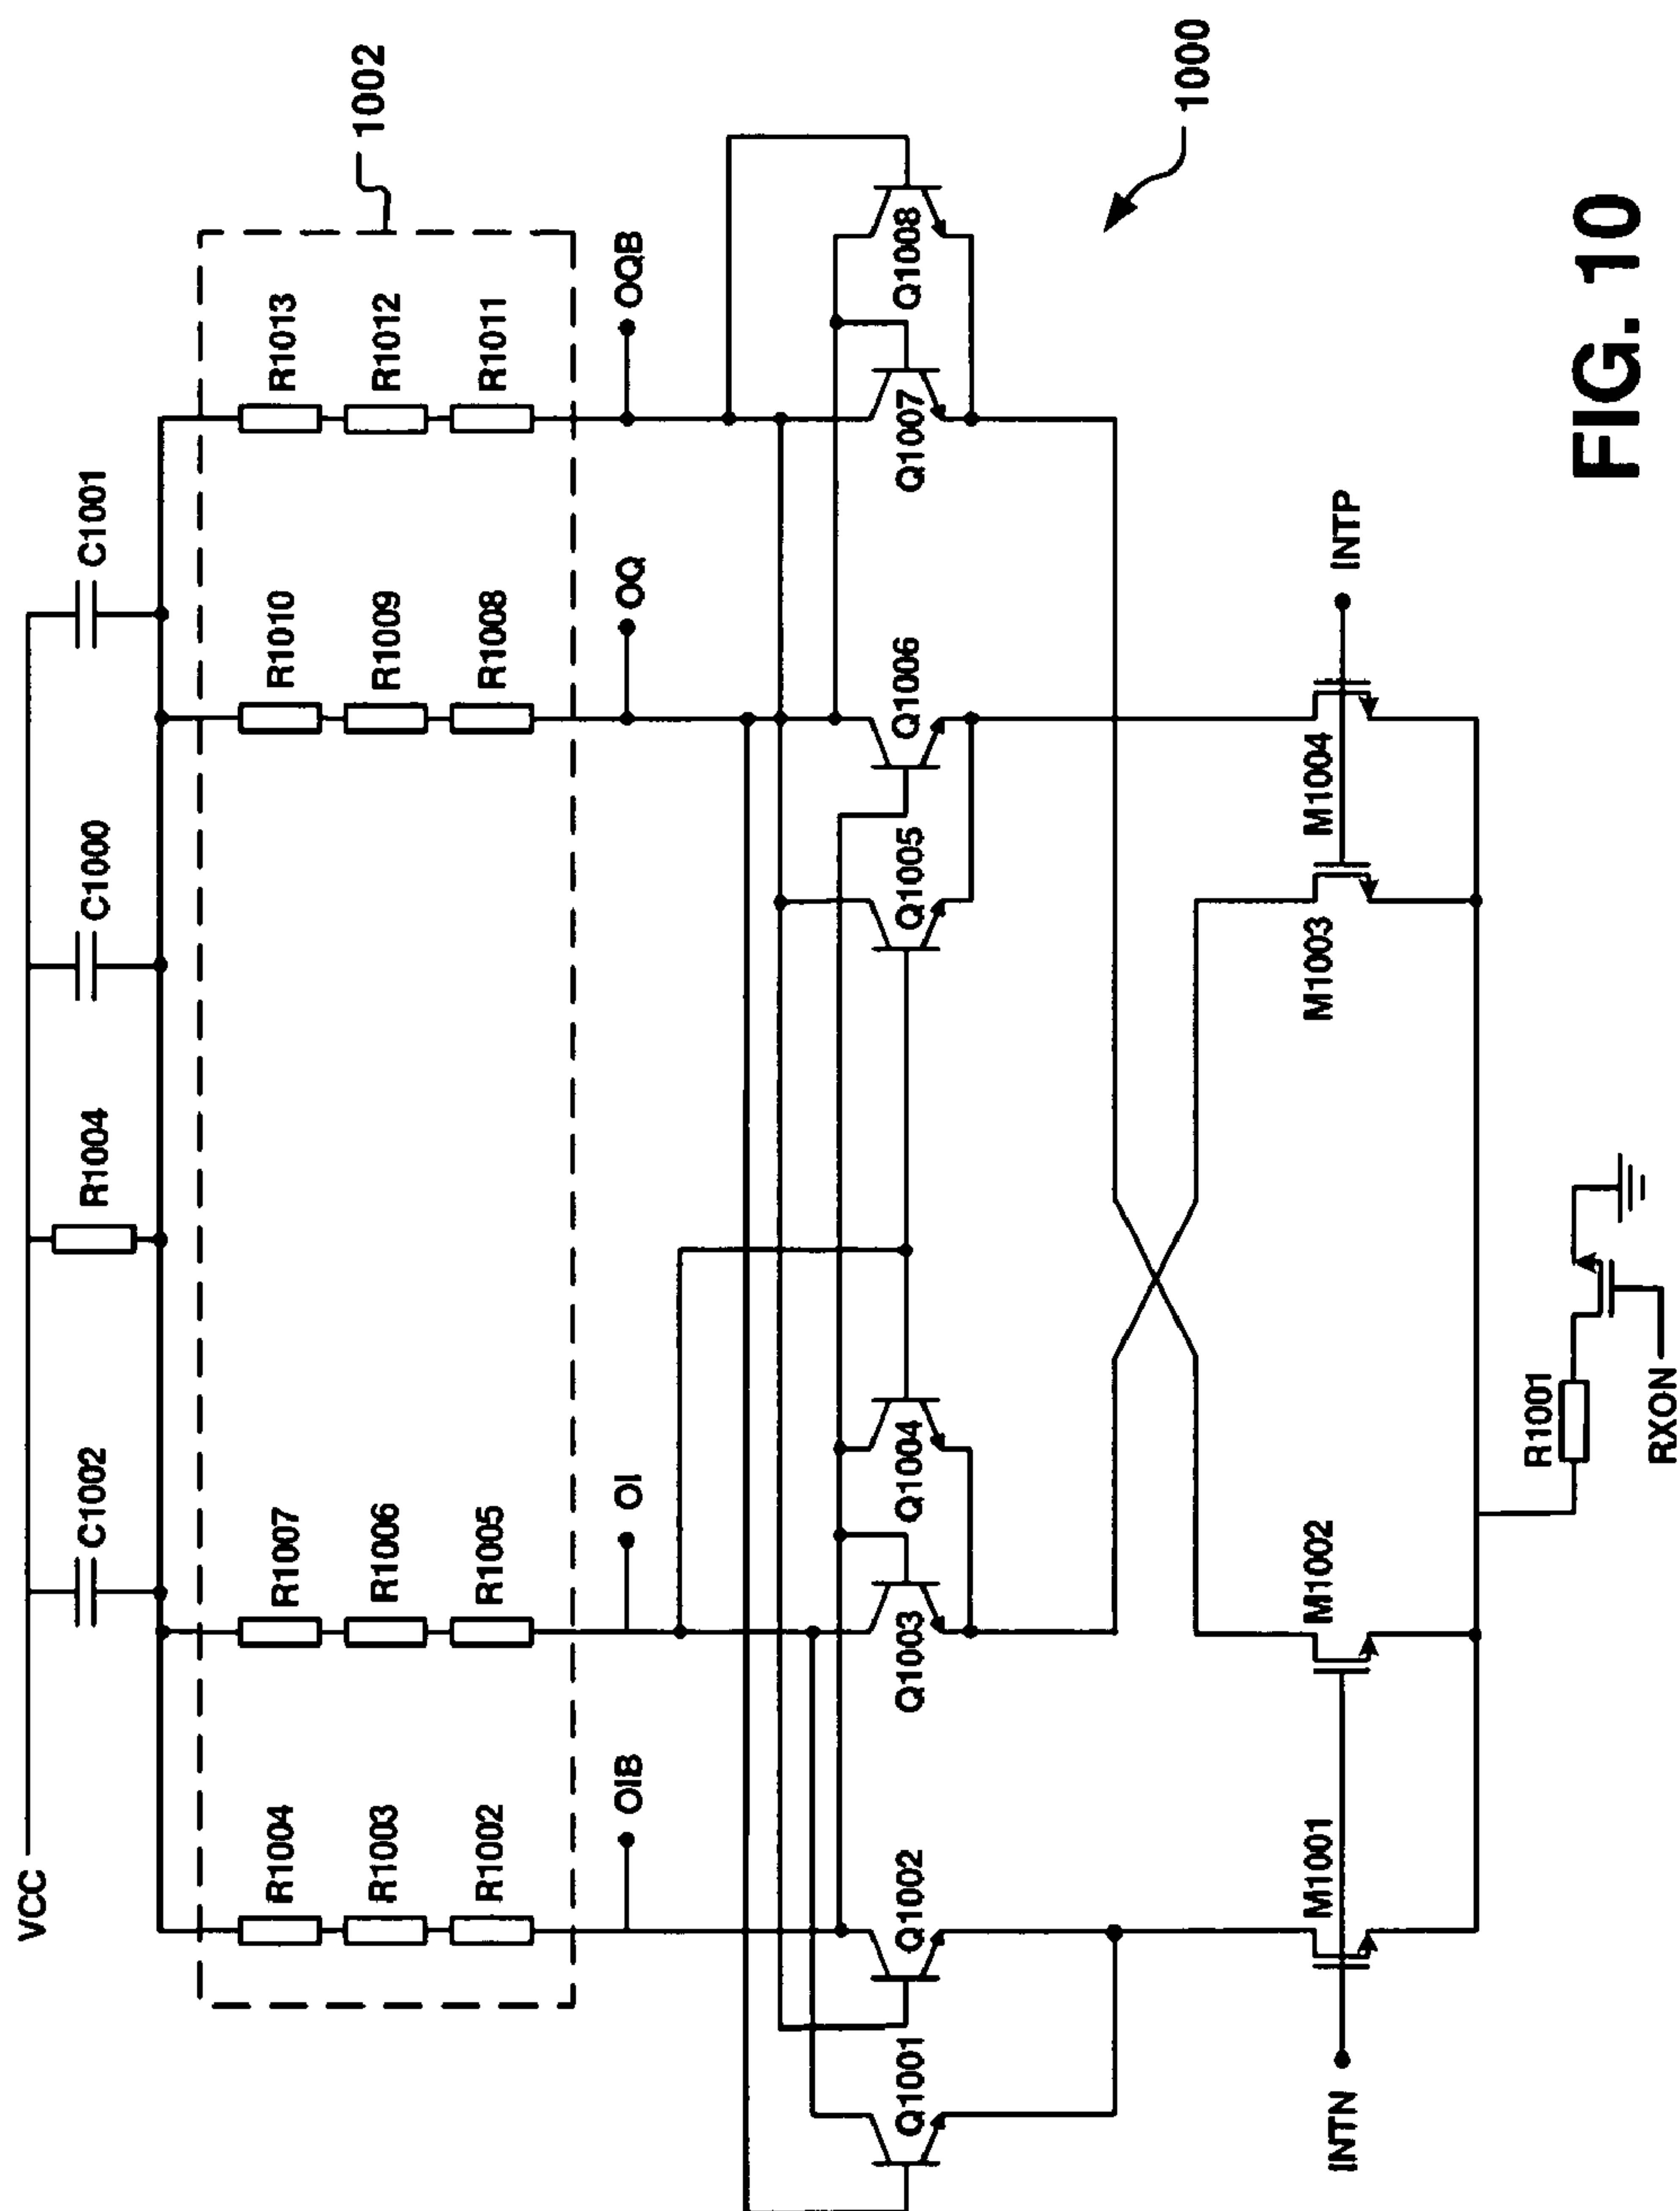 VCC
C1002
R1004
C1000
C1001
1002
R1004
R1007
R1010
R1013
R1003
R1006
R1009
R1012
R1002
R1005
R1008
R1011
OIB
OI
OQ
OQB
Q1001
Q1002
Q1003
Q1004
Q1005
Q1006
Q1007
Q1008
1000
INTN
M1001
M1002
M1003
M1004
INTP
R1001
RXON
FIG. 10